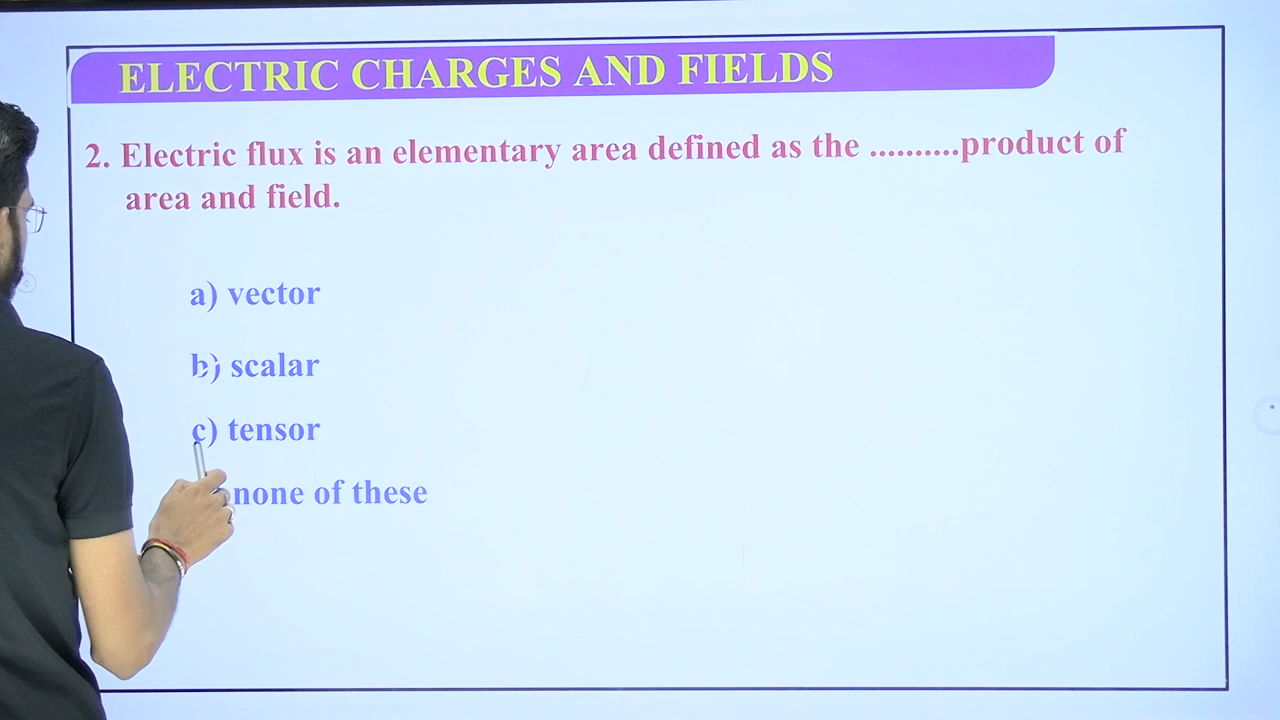 ELECTRIC CHARGES AND FIELDS
2. Electric flux is an elementary area defined as the ..........product of
area and field.
a) vector
b) scalar
c) tensor
none of these